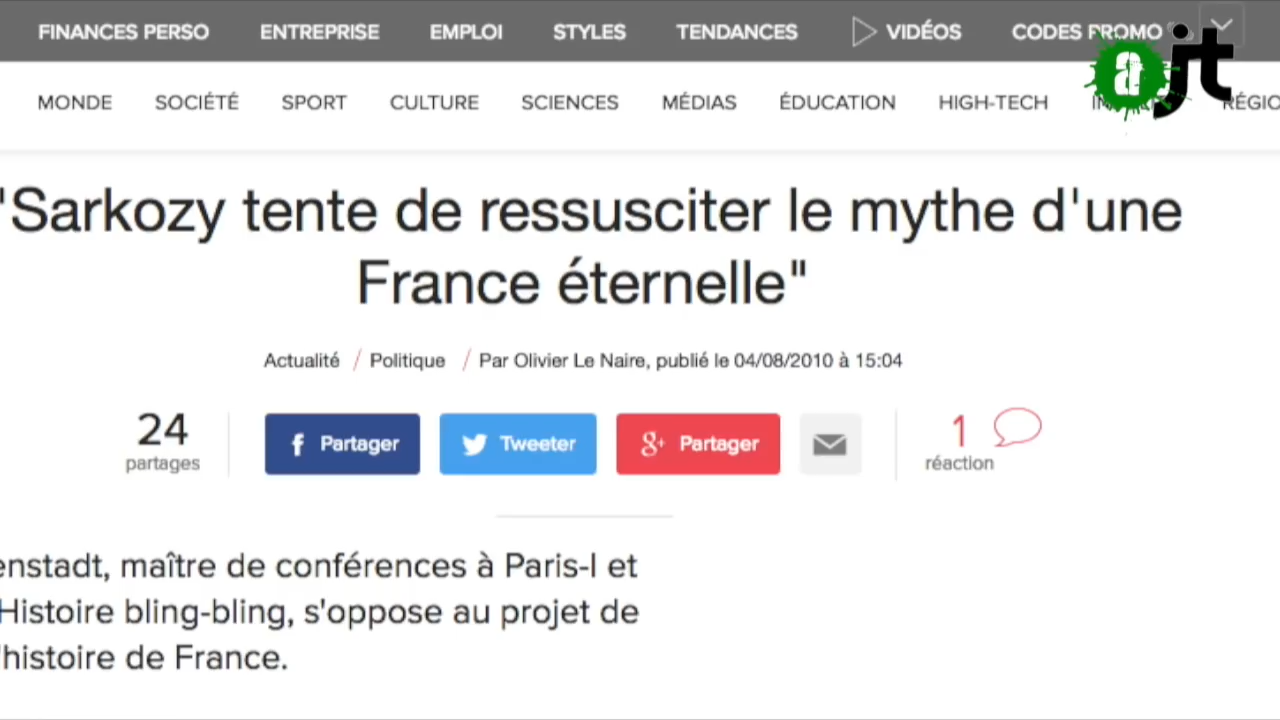 FINANCES PERSO ENTREPRISE EMPLOI STYLES TENDANCES VIDÉOS CODES PROMO
MONDE SOCIÉTÉ SPORT CULTURE SCIENCES MÉDIAS ÉDUCATION HIGH-TECH RÉGIO
a jt
"Sarkozy tente de ressusciter le mythe d'une
France éternelle"
Actualité / Politique / Par Olivier Le Naire, publié le 04/08/2010 à 15:04
24
partages
f Partager
Tweeter
g+ Partager
1
réaction
enstadt, maître de conférences à Paris-I et
Histoire bling-bling, s'oppose au projet de
'histoire de France.